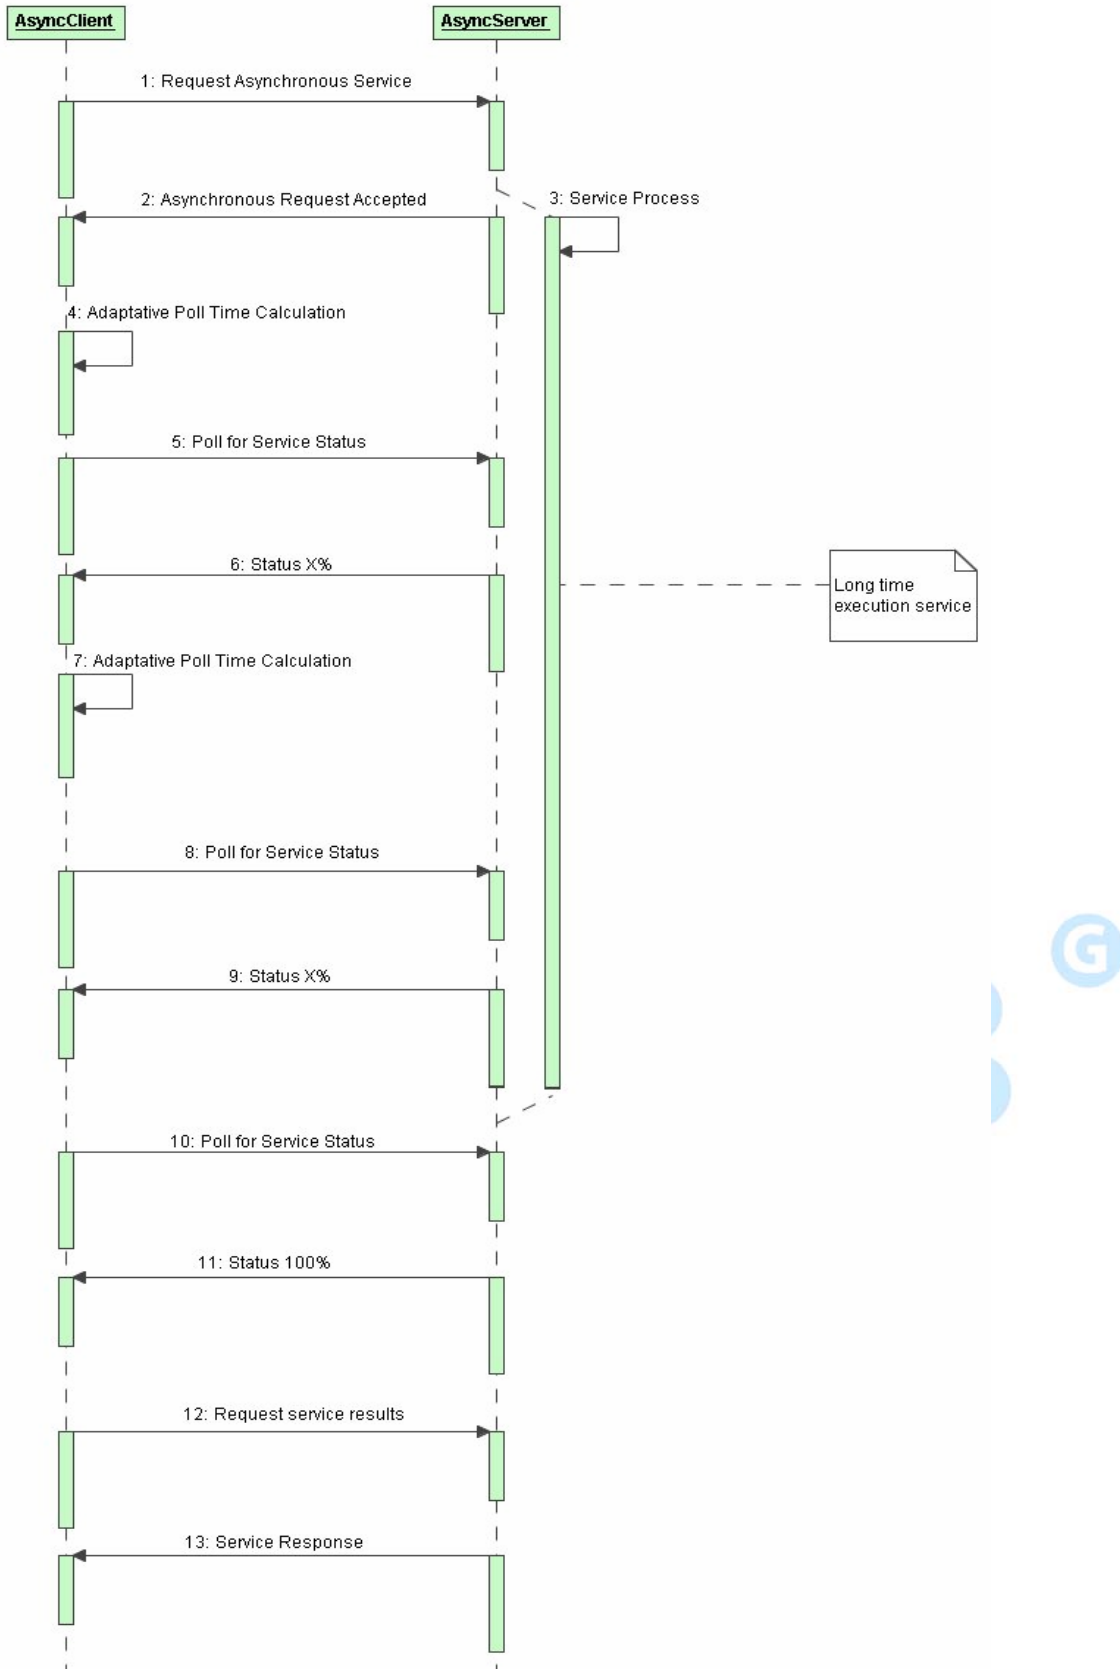 AsyncClient
AsyncServer
1: Request Asynchronous Service
2: Asynchronous Request Accepted
3: Service Process
4: Adaptative Poll Time Calculation
5: Poll for Service Status
6: Status X%
Long time
execution service
7: Adaptative Poll Time Calculation
8: Poll for Service Status
G
9: Status X%
10: Poll for Service Status
11: Status 100%
12: Request service results
13: Service Response